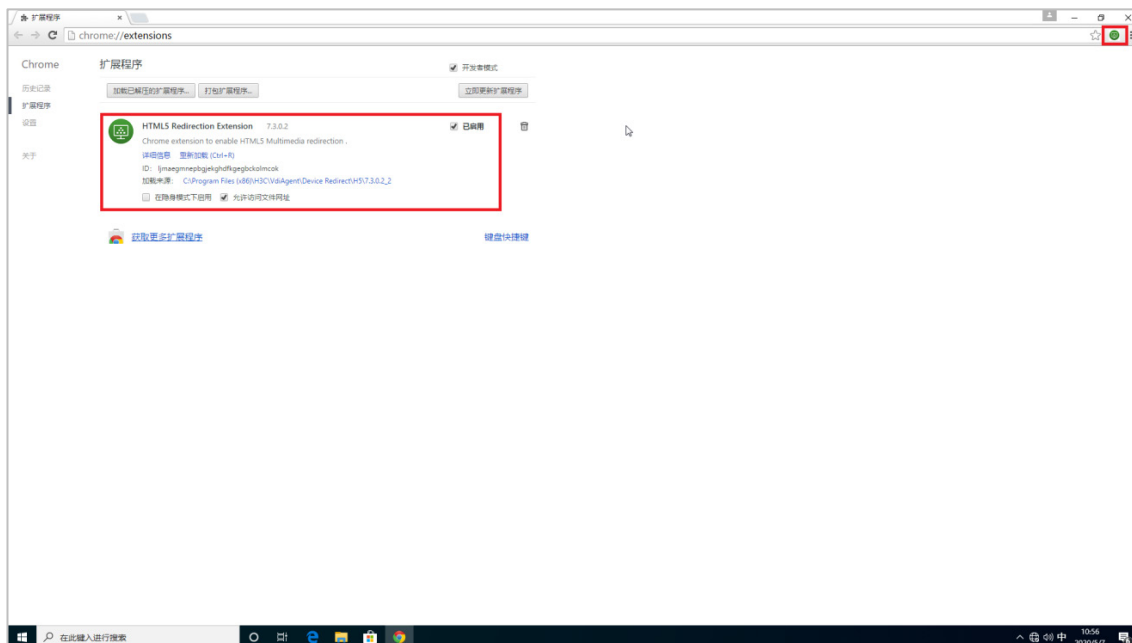 扩展程序
chrome://extensions
Chrome
历史记录
扩展程序
设置
关于
扩展程序
开发者模式
加载已解压的扩展程序...
打包扩展程序...
立即更新扩展程序
HTML5 Redirection Extension 7.3.0.2
已启用
Chrome extension to enable HTML5 Multimedia redirection .
详细信息 重新加载 (Ctrl+R)
ID: ljmaegmnepbgjekghdfkgegbckolmcok
加载来源: C:\Program Files (x86)\H3C\VdiAgent\Device Redirect\H5\7.3.0.2_2
在隐身模式下启用 允许访问文件网址
获取更多扩展程序
键盘快捷键
在此键入进行搜索
中
10:56
2020/5/7